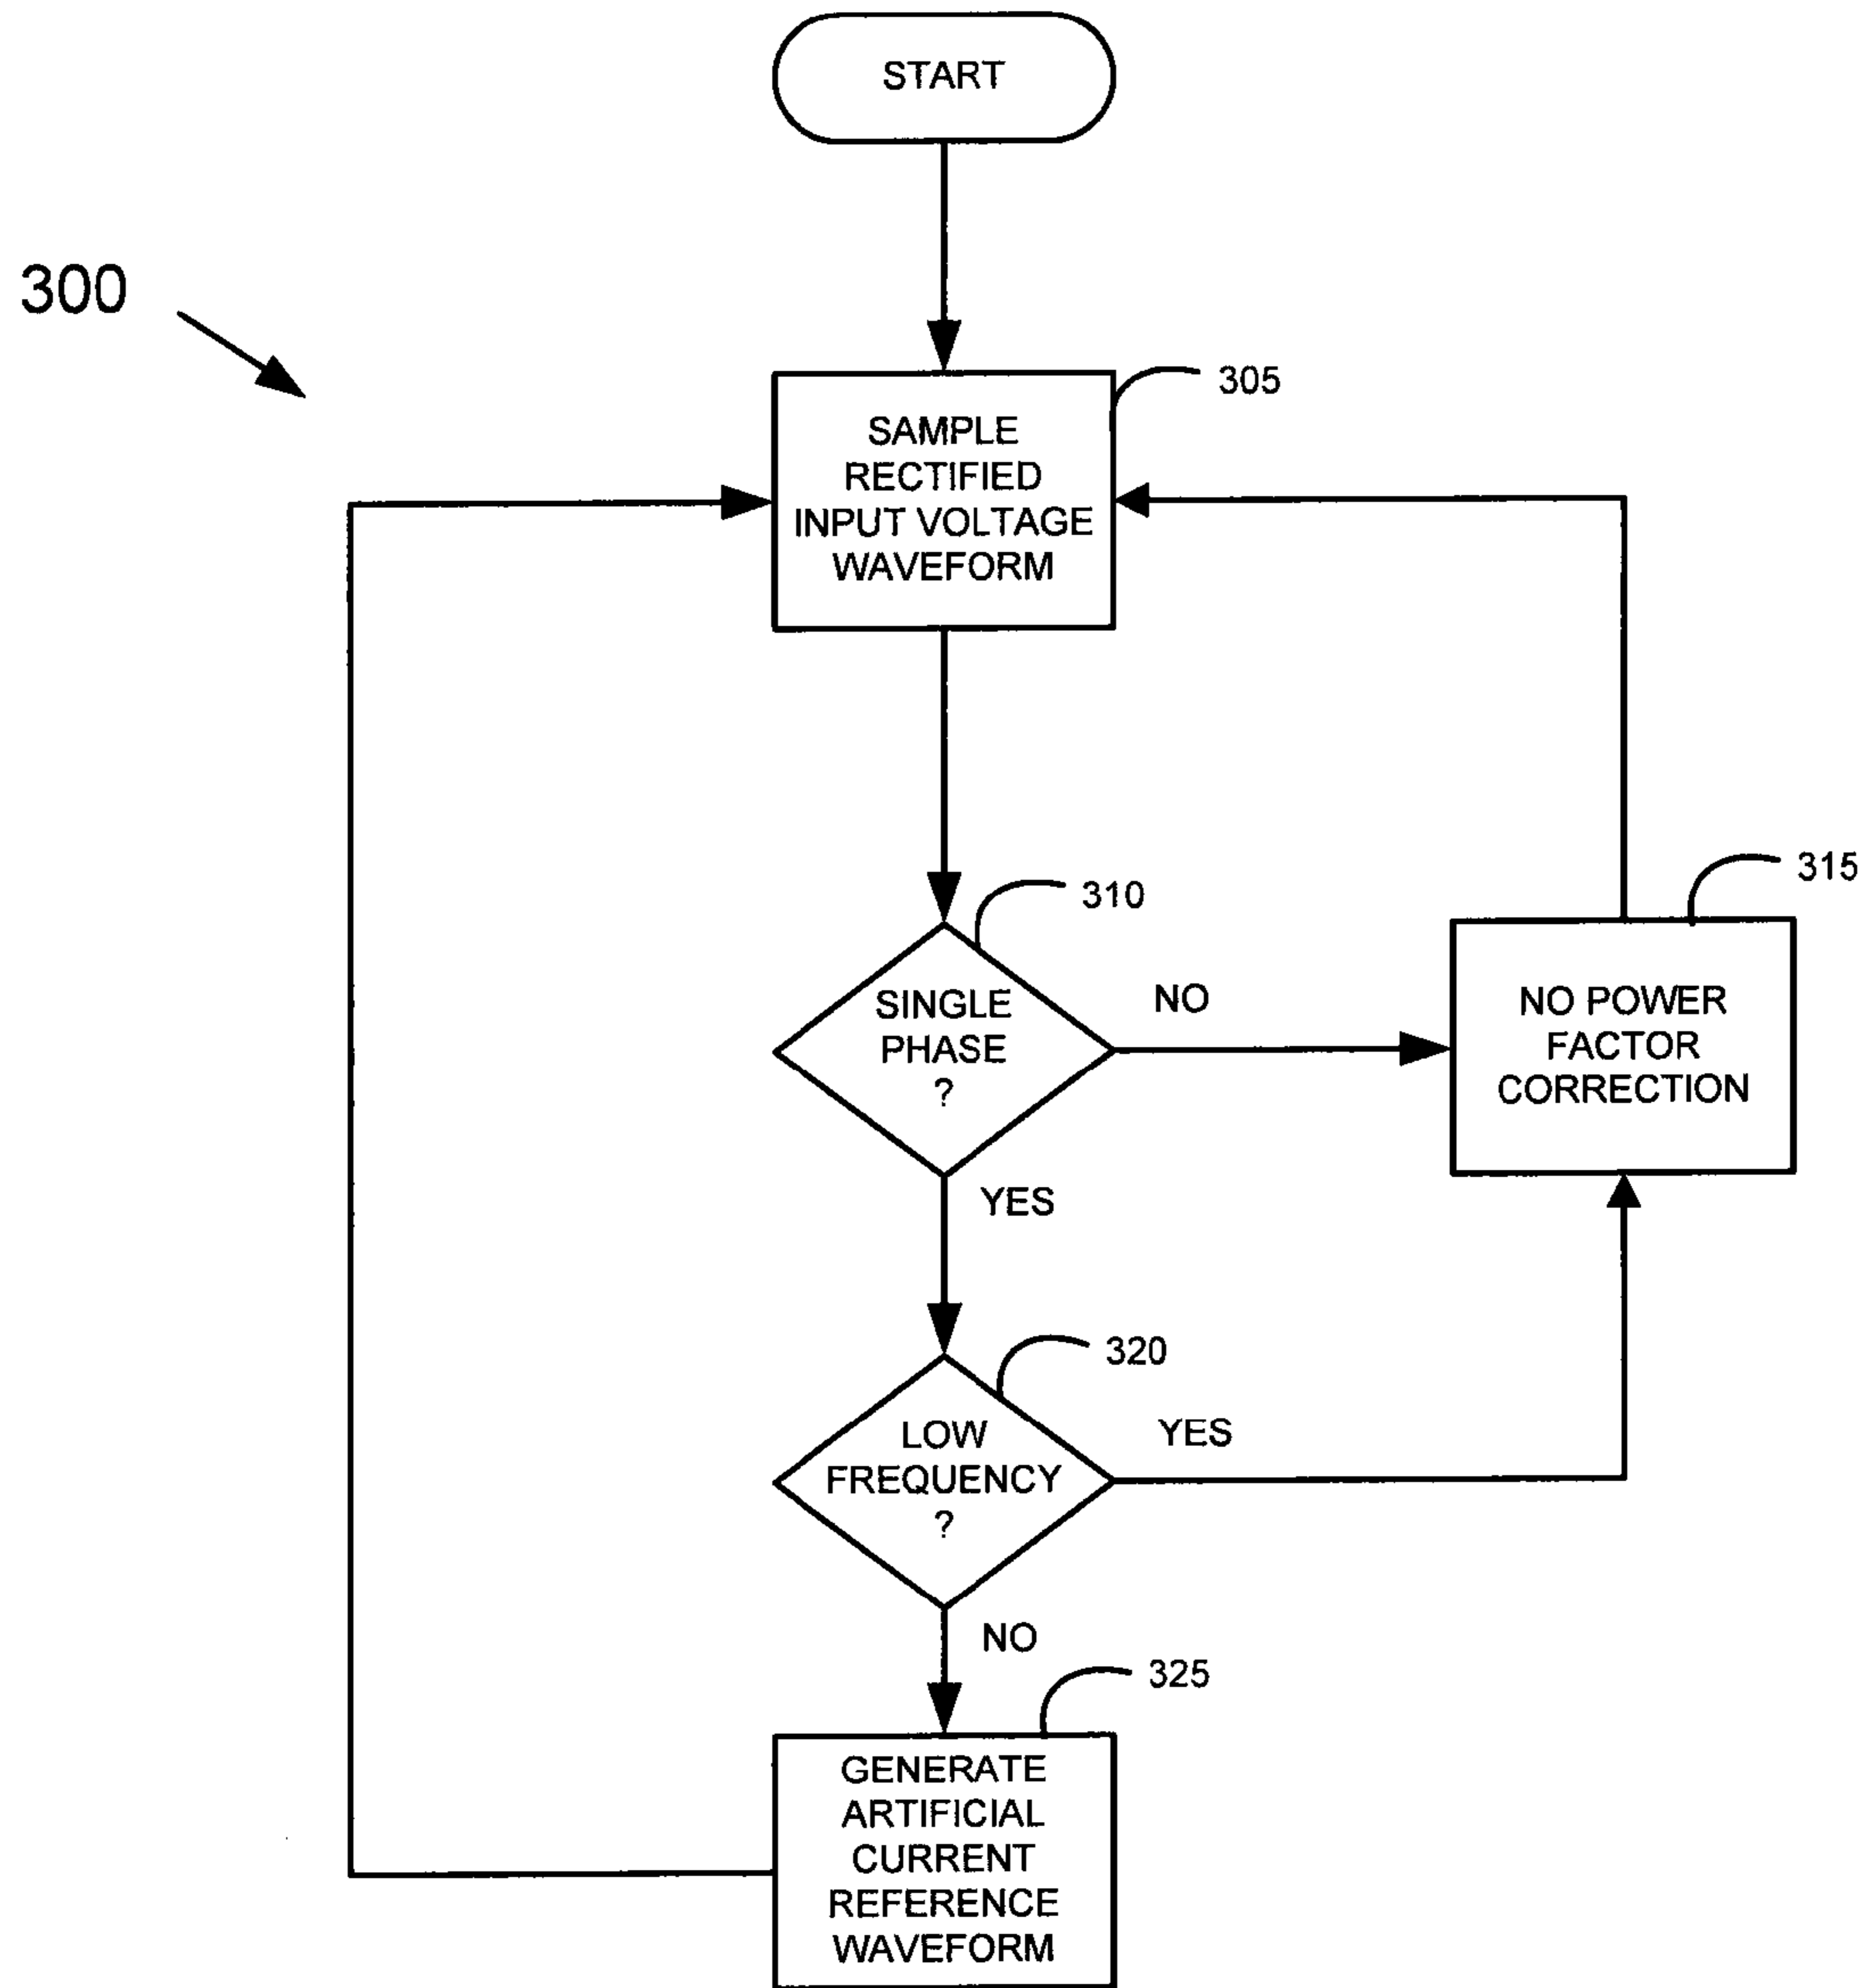 START
300
305
SAMPLE
RECTIFIED
INPUT VOLTAGE
WAVEFORM
310
315
SINGLE
PHASE
?
NO
NO POWER
FACTOR
CORRECTION
YES
320
LOW
FREQUENCY
?
YES
NO
325
GENERATE
ARTIFICIAL
CURRENT
REFERENCE
WAVEFORM